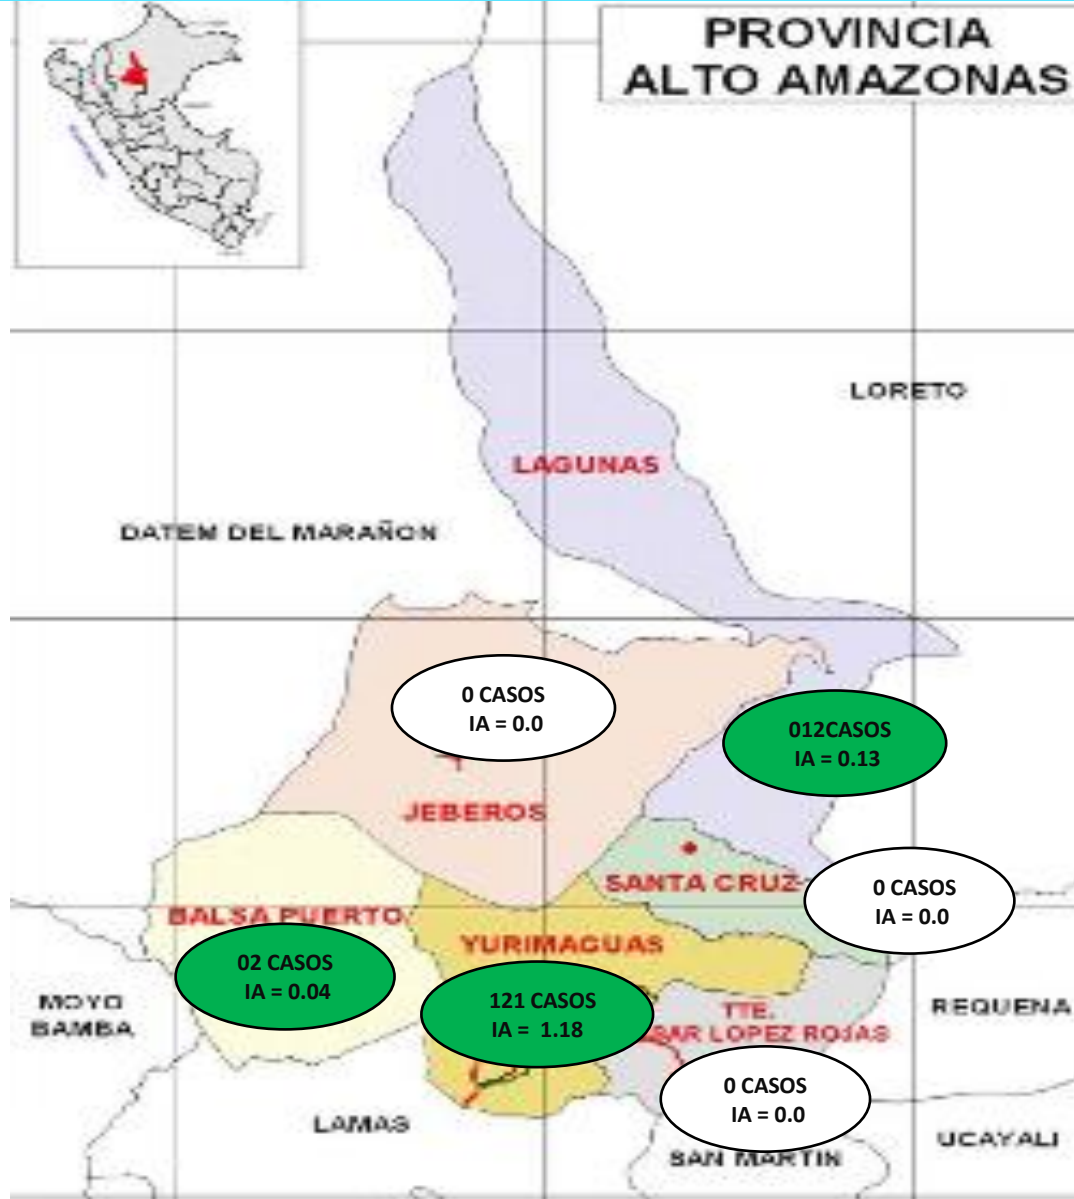 PROVINCIA
ALTO AMAZONAS
LORETO
LAGUNAS
DATEM DEL MARAÑON
0 CASOS
IA = 0.0
012CASOS
IA = 0.13
JEBEROS
SANTA CRUZ
0 CASOS
IA = 0.0
BALSA PUERTO
YURIMAGUAS
02 CASOS
IA = 0.04
121 CASOS
IA = 1.18
MOYO
BAMBA
TTE.
SAR LOPEZ ROJAS
REQUENA
0 CASOS
IA = 0.0
LAMAS
SAN MARTIN
UCAYALI